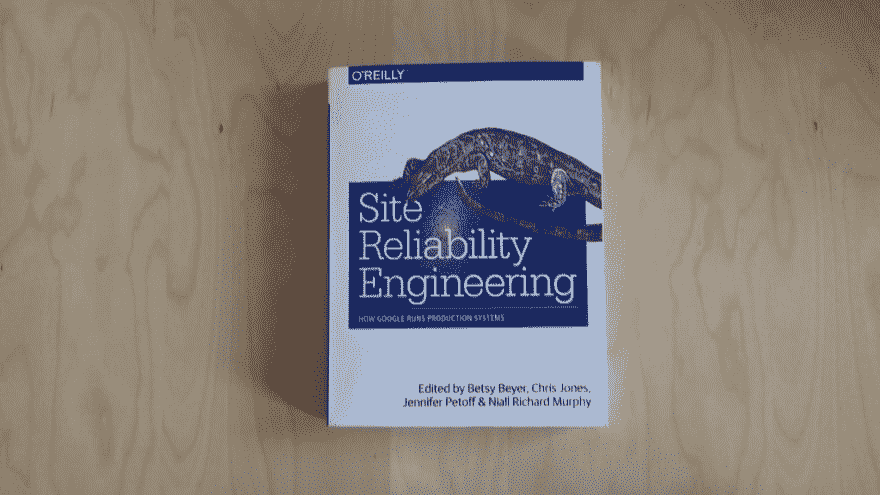 O'REILLY
Site
Reliability
Engineering
HOW GOOGLE RUNS PRODUCTION SYSTEMS
Edited by Betsy Beyer, Chris Jones,
Jennifer Petoff & Niall Richard Murphy